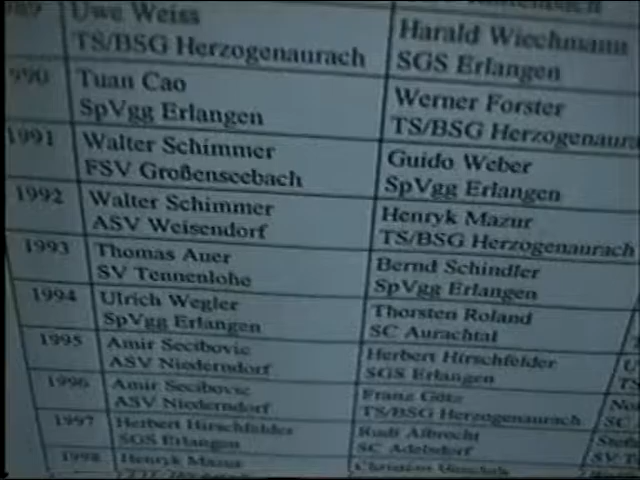 Uwe Weiss
TS/BSG Herzogenaurach
Harald Wiechmann
SGS Erlangen
990
Tuan Cao
SpVgg Erlangen
Werner Forster
TS/BSG Herzogenaura
1991
Walter Schimmer
FSV Großenseebach
Guido Weber
SpVgg Erlangen
1992
Walter Schimmer
ASV Weisendorf
Henryk Mazur
TS/BSG Herzogenaurach
1993
Thomas Auer
SV Tennenlohe
Bernd Schindler
SpVgg Erlangen
1994
Ulrich Wegler
SpVgg Erlangen
Thorsten Roland
SC Aurachtal
1995
Amir Secibovic
ASV Niederndorf
Herbert Hirschfelder
SGS Erlangen
1996
Amir Secibovic
ASV Niederndorf
Franz Götz
TS/BSG Herzogenaurach
1997
Herbert Hirschfelder
SGS Erlangen
Rudi Albrecht
SC Adelsdorf
1998
Henryk Mazur
Christian